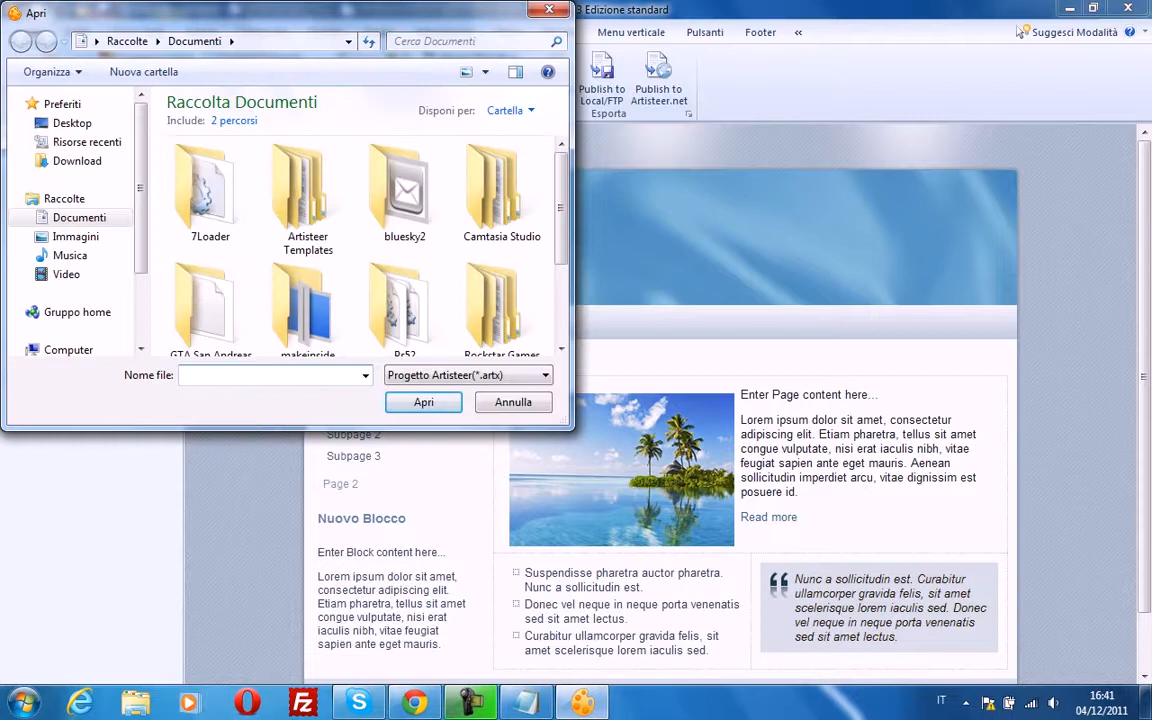 Apri
3 Edizione standard
Raccolte
Documenti
Cerca Documenti
Menu verticale
Pulsanti
Footer
«
Suggesci Modalità
Organizza
Nuova cartella
Publish to
Local/FTP
Publish to
Artisteer.net
Esporta
Preferiti
Desktop
Risorse recenti
Download
Raccolte
Documenti
Immagini
Musica
Video
Gruppo home
Computer
Raccolta Documenti
Include: 2 percorsi
Disponi per:
Cartella
7Loader
Artisteer
Templates
bluesky2
Camtasia Studio
GTA San Andreas
makeinside
Ps52
Rockstar Games
Nome file:
Progetto Artisteer(*.artx)
Apri
Annulla
Subpage 2
Subpage 3
Page 2
Nuovo Blocco
Enter Block content here...
Lorem ipsum dolor sit amet,
consectetur adipiscing elit.
Etiam pharetra, tellus sit amet
congue vulputate, nisi erat
iaculis nibh, vitae feugiat
sapien ante eget mauris.
Enter Page content here...
Lorem ipsum dolor sit amet, consectetur
adipiscing elit. Etiam pharetra, tellus sit amet
congue vulputate, nisi erat iaculis nibh, vitae
feugiat sapien ante eget mauris. Aenean
sollicitudin imperdiet arcu, vitae dignissim est
posuere id.
Read more
Suspendisse pharetra auctor pharetra.
Nunc a sollicitudin est.
Donec vel neque in neque porta venenatis
sed sit amet lectus.
Curabitur ullamcorper gravida felis, sit
amet scelerisque lorem iaculis sed.
Nunc a sollicitudin est. Curabitur
ullamcorper gravida felis, sit amet
scelerisque lorem iaculis sed. Donec
vel neque in neque porta venenatis
sed sit amet lectus.
IT
16:41
04/12/2011